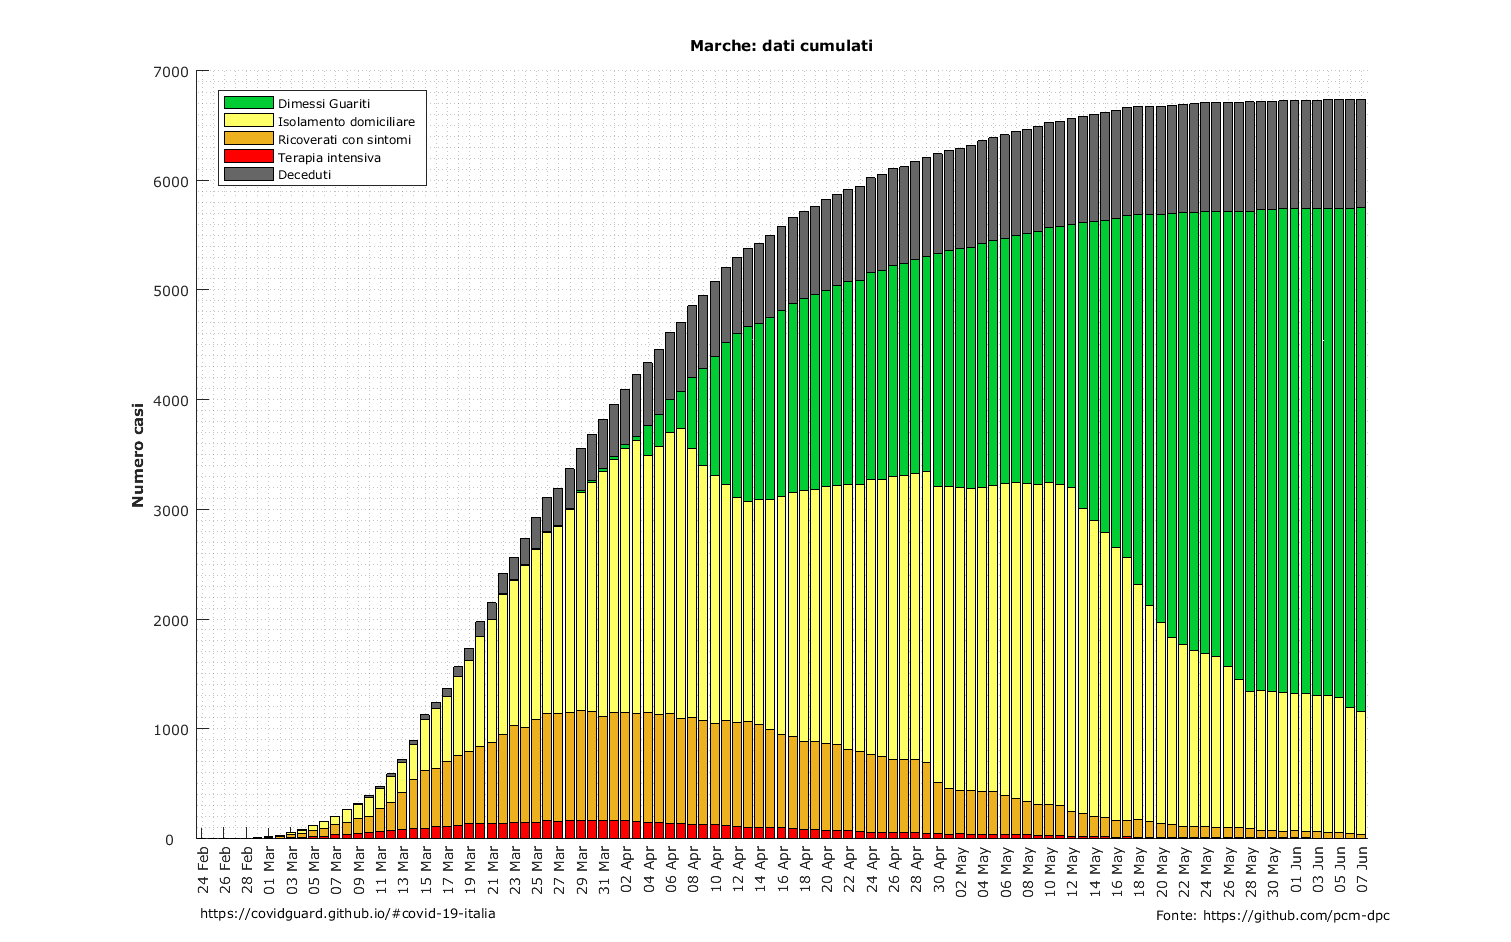 Marche: dati cumulati
7000
6000
5000
4000
3000
2000
1000
0
Numero casi
Dimessi Guariti
Isolamento domiciliare
Ricoverati con sintomi
Terapia intensiva
Deceduti
24 Feb
26 Feb
28 Feb
01 Mar
03 Mar
05 Mar
07 Mar
09 Mar
11 Mar
13 Mar
15 Mar
17 Mar
19 Mar
21 Mar
23 Mar
25 Mar
27 Mar
29 Mar
31 Mar
02 Apr
04 Apr
06 Apr
08 Apr
10 Apr
12 Apr
14 Apr
16 Apr
18 Apr
20 Apr
22 Apr
24 Apr
26 Apr
28 Apr
30 Apr
02 May
04 May
06 May
08 May
10 May
12 May
14 May
16 May
18 May
20 May
22 May
24 May
26 May
28 May
30 May
01 Jun
03 Jun
05 Jun
07 Jun
https://covidguard.github.io/#covid-19-italia
Fonte: https://github.com/pcm-dpc